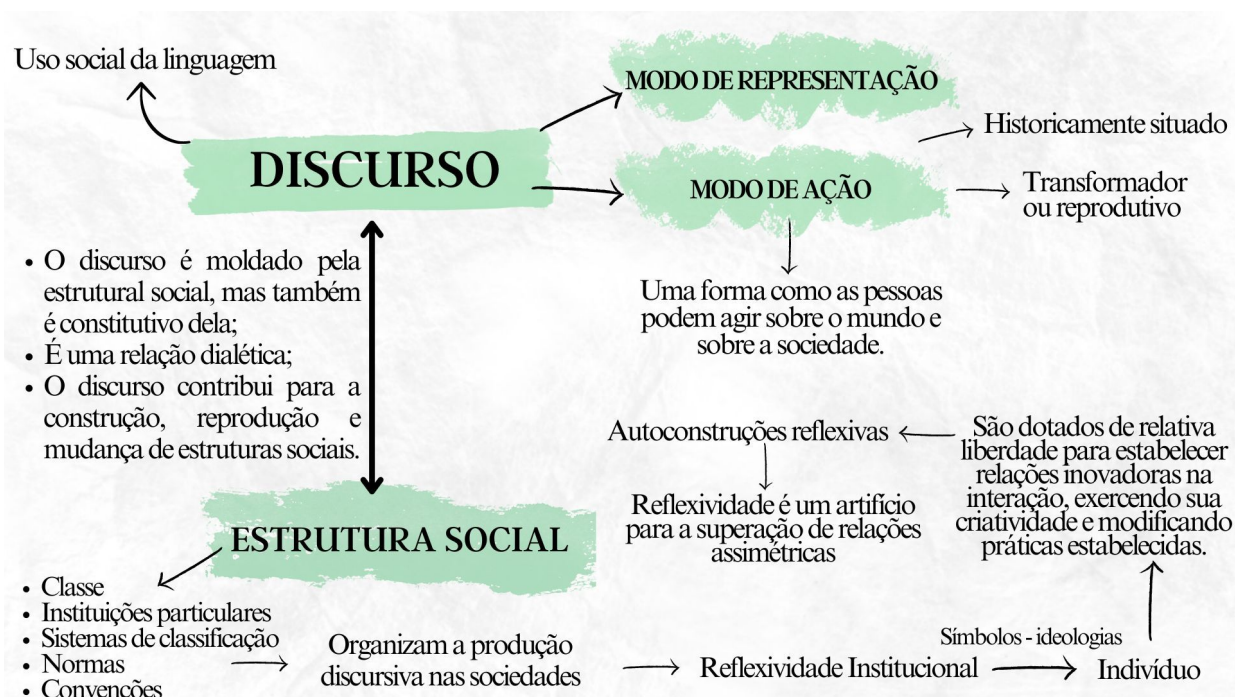 Uso social da linguagem
DISCURSO
MODO DE REPRESENTAÇÃO
MODO DE AÇÃO
Historicamente situado
Transformador
ou reprodutivo
Uma forma como as pessoas
podem agir sobre o mundo e
sobre a sociedade.
• O discurso é moldado pela
estrutural social, mas também
é constitutivo dela;
• É uma relação dialética;
• O discurso contribui para a
construção, reprodução e
mudança de estruturas sociais.
ESTRUTURA SOCIAL
• Classe
• Instituições particulares
• Sistemas de classificação
• Normas
• Convenções
Organizam a produção
discursiva nas sociedades
Reflexividade Institucional
Símbolos - ideologias
Indivíduo
São dotados de relativa
liberdade para estabelecer
relações inovadoras na
interação, exercendo sua
criatividade e modificando
práticas estabelecidas.
Autoconstruções reflexivas
Reflexividade é um artifício
para a superação de relações
assimétricas